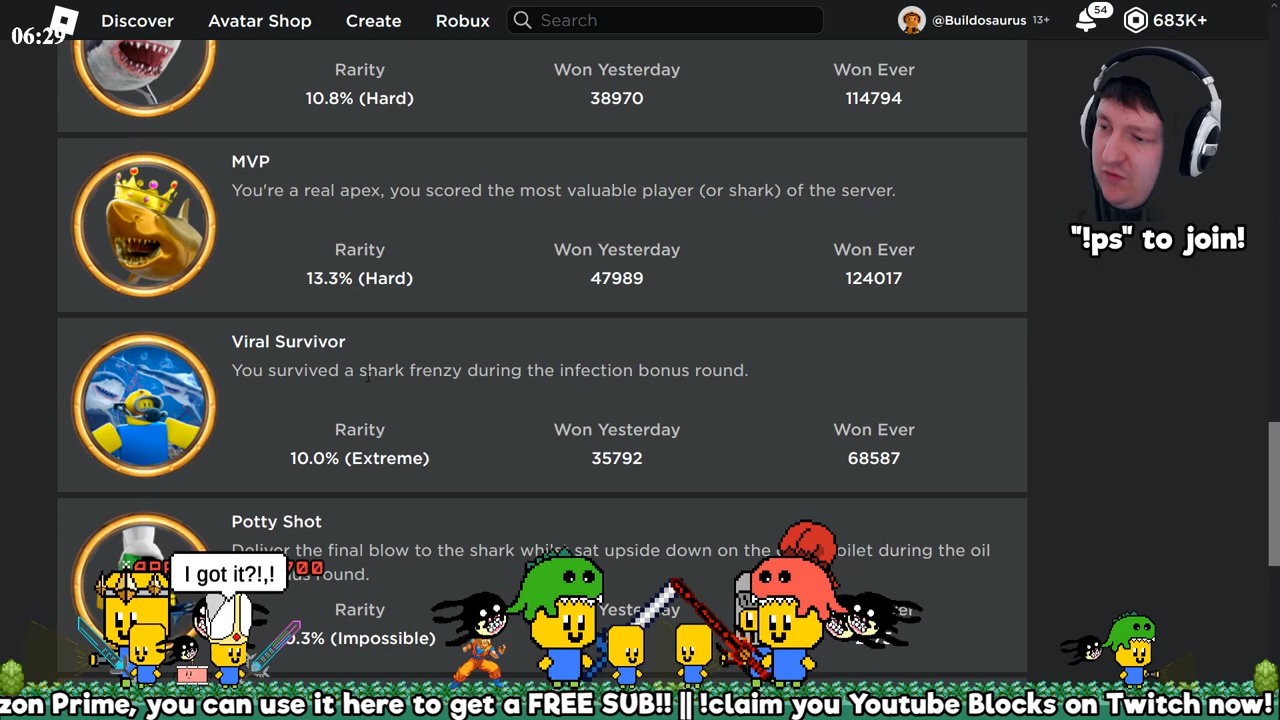 Discover Avatar Shop Create Robux Search @Buildosaurus 13+ 54 683K+
06:29
Rarity Won Yesterday Won Ever
10.8% (Hard) 38970 114794
"!ps" to join!
MVP
You're a real apex, you scored the most valuable player (or shark) of the server.
Rarity Won Yesterday Won Ever
13.3% (Hard) 47989 124017
Viral Survivor
You survived a shark frenzy during the infection bonus round.
Rarity Won Yesterday Won Ever
10.0% (Extreme) 35792 68587
Potty Shot
Deliver the final blow to the shark whilst sat upside down on the toilet during the oil
round.
I got it?!,!
Rarity
(Impossible)
zon Prime, you can use it here to get a FREE SUB!! || !claim you Youtube Blocks on Twitch now!